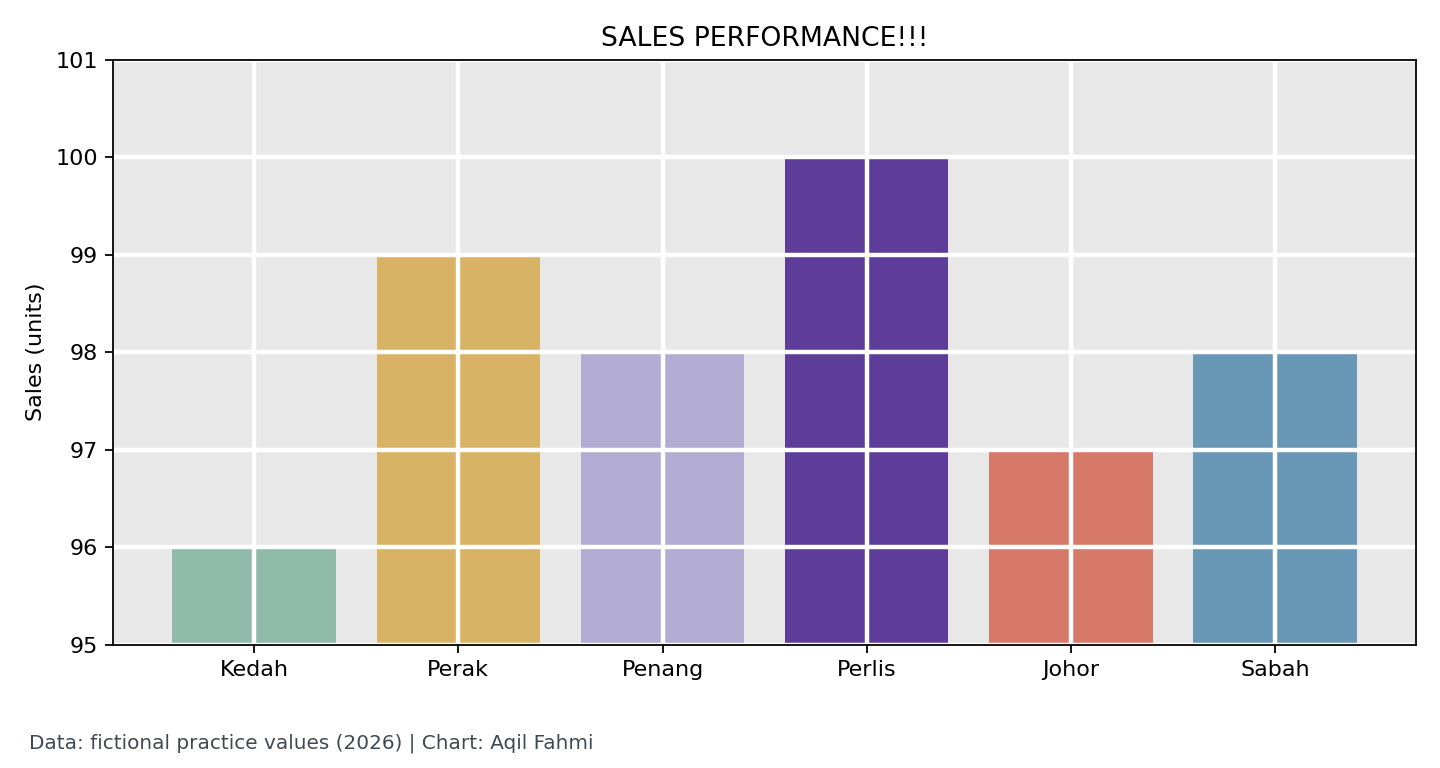 SALES PERFORMANCE!!!
101
100
99
98
97
96
95
Sales (units)
Kedah Perak Penang Perlis Johor Sabah
Data: fictional practice values (2026) | Chart: Aqil Fahmi